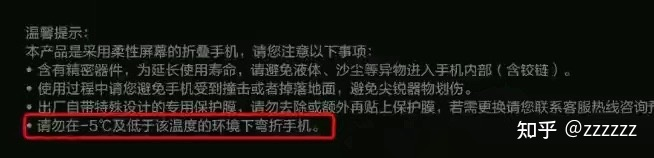 温馨提示：
本产品是采用柔性屏幕的折叠手机，请您注意以下事项：
• 含有精密器件，为延长使用寿命，请避免液体、沙尘等异物进入手机内部（含铰链）。
• 使用过程中请您避免手机受到撞击或者掉落地面，避免尖锐器物划伤。
• 出厂自带特殊设计的专用保护膜，请勿去除或额外再贴上保护膜，若需更换请您联系客服热线咨询
• 请勿在-5℃及低于该温度的环境下弯折手机。
知乎 @zzzzzz